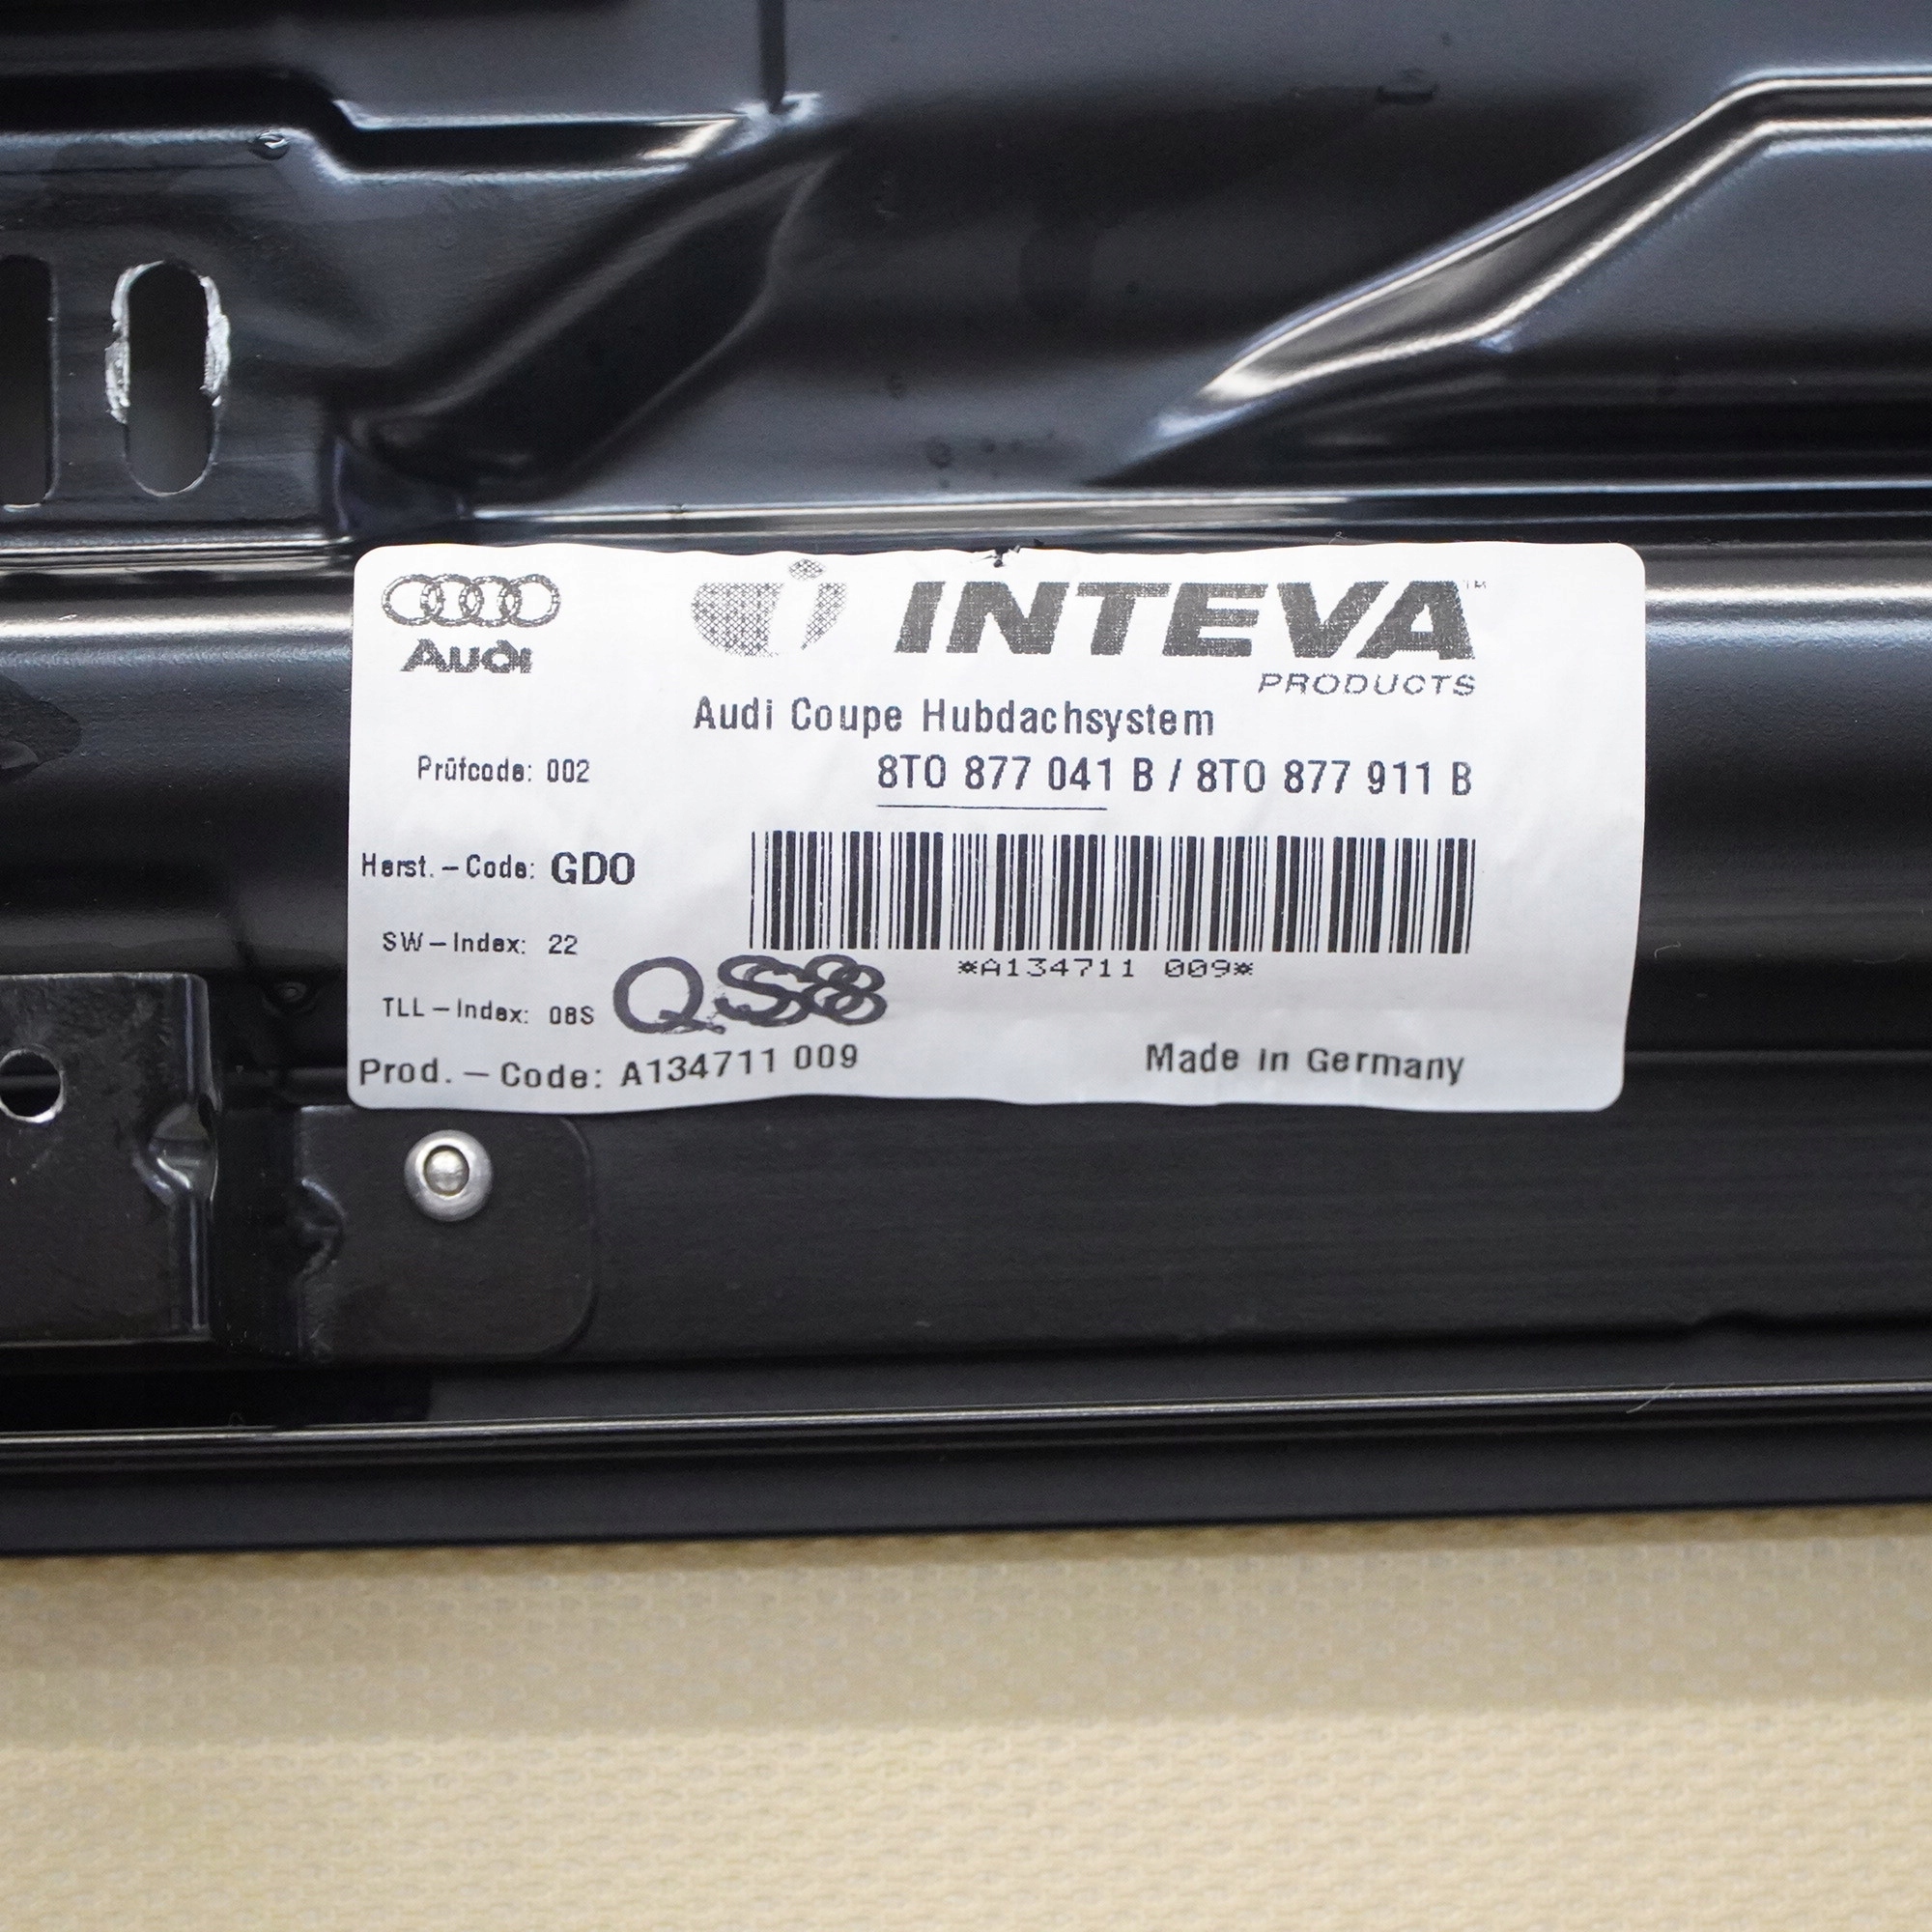 Audi
INTEVA™
PRODUCTS
Audi Coupe Hubdachsystem
Prüfcode: 002
8T0 877 041 B / 8T0 877 911 B
Herst.-Code: GDO
SW-Index: 22
*A134711 009*
TLL-Index: 08S
QS8
Prod.-Code: A134711 009
Made in Germany